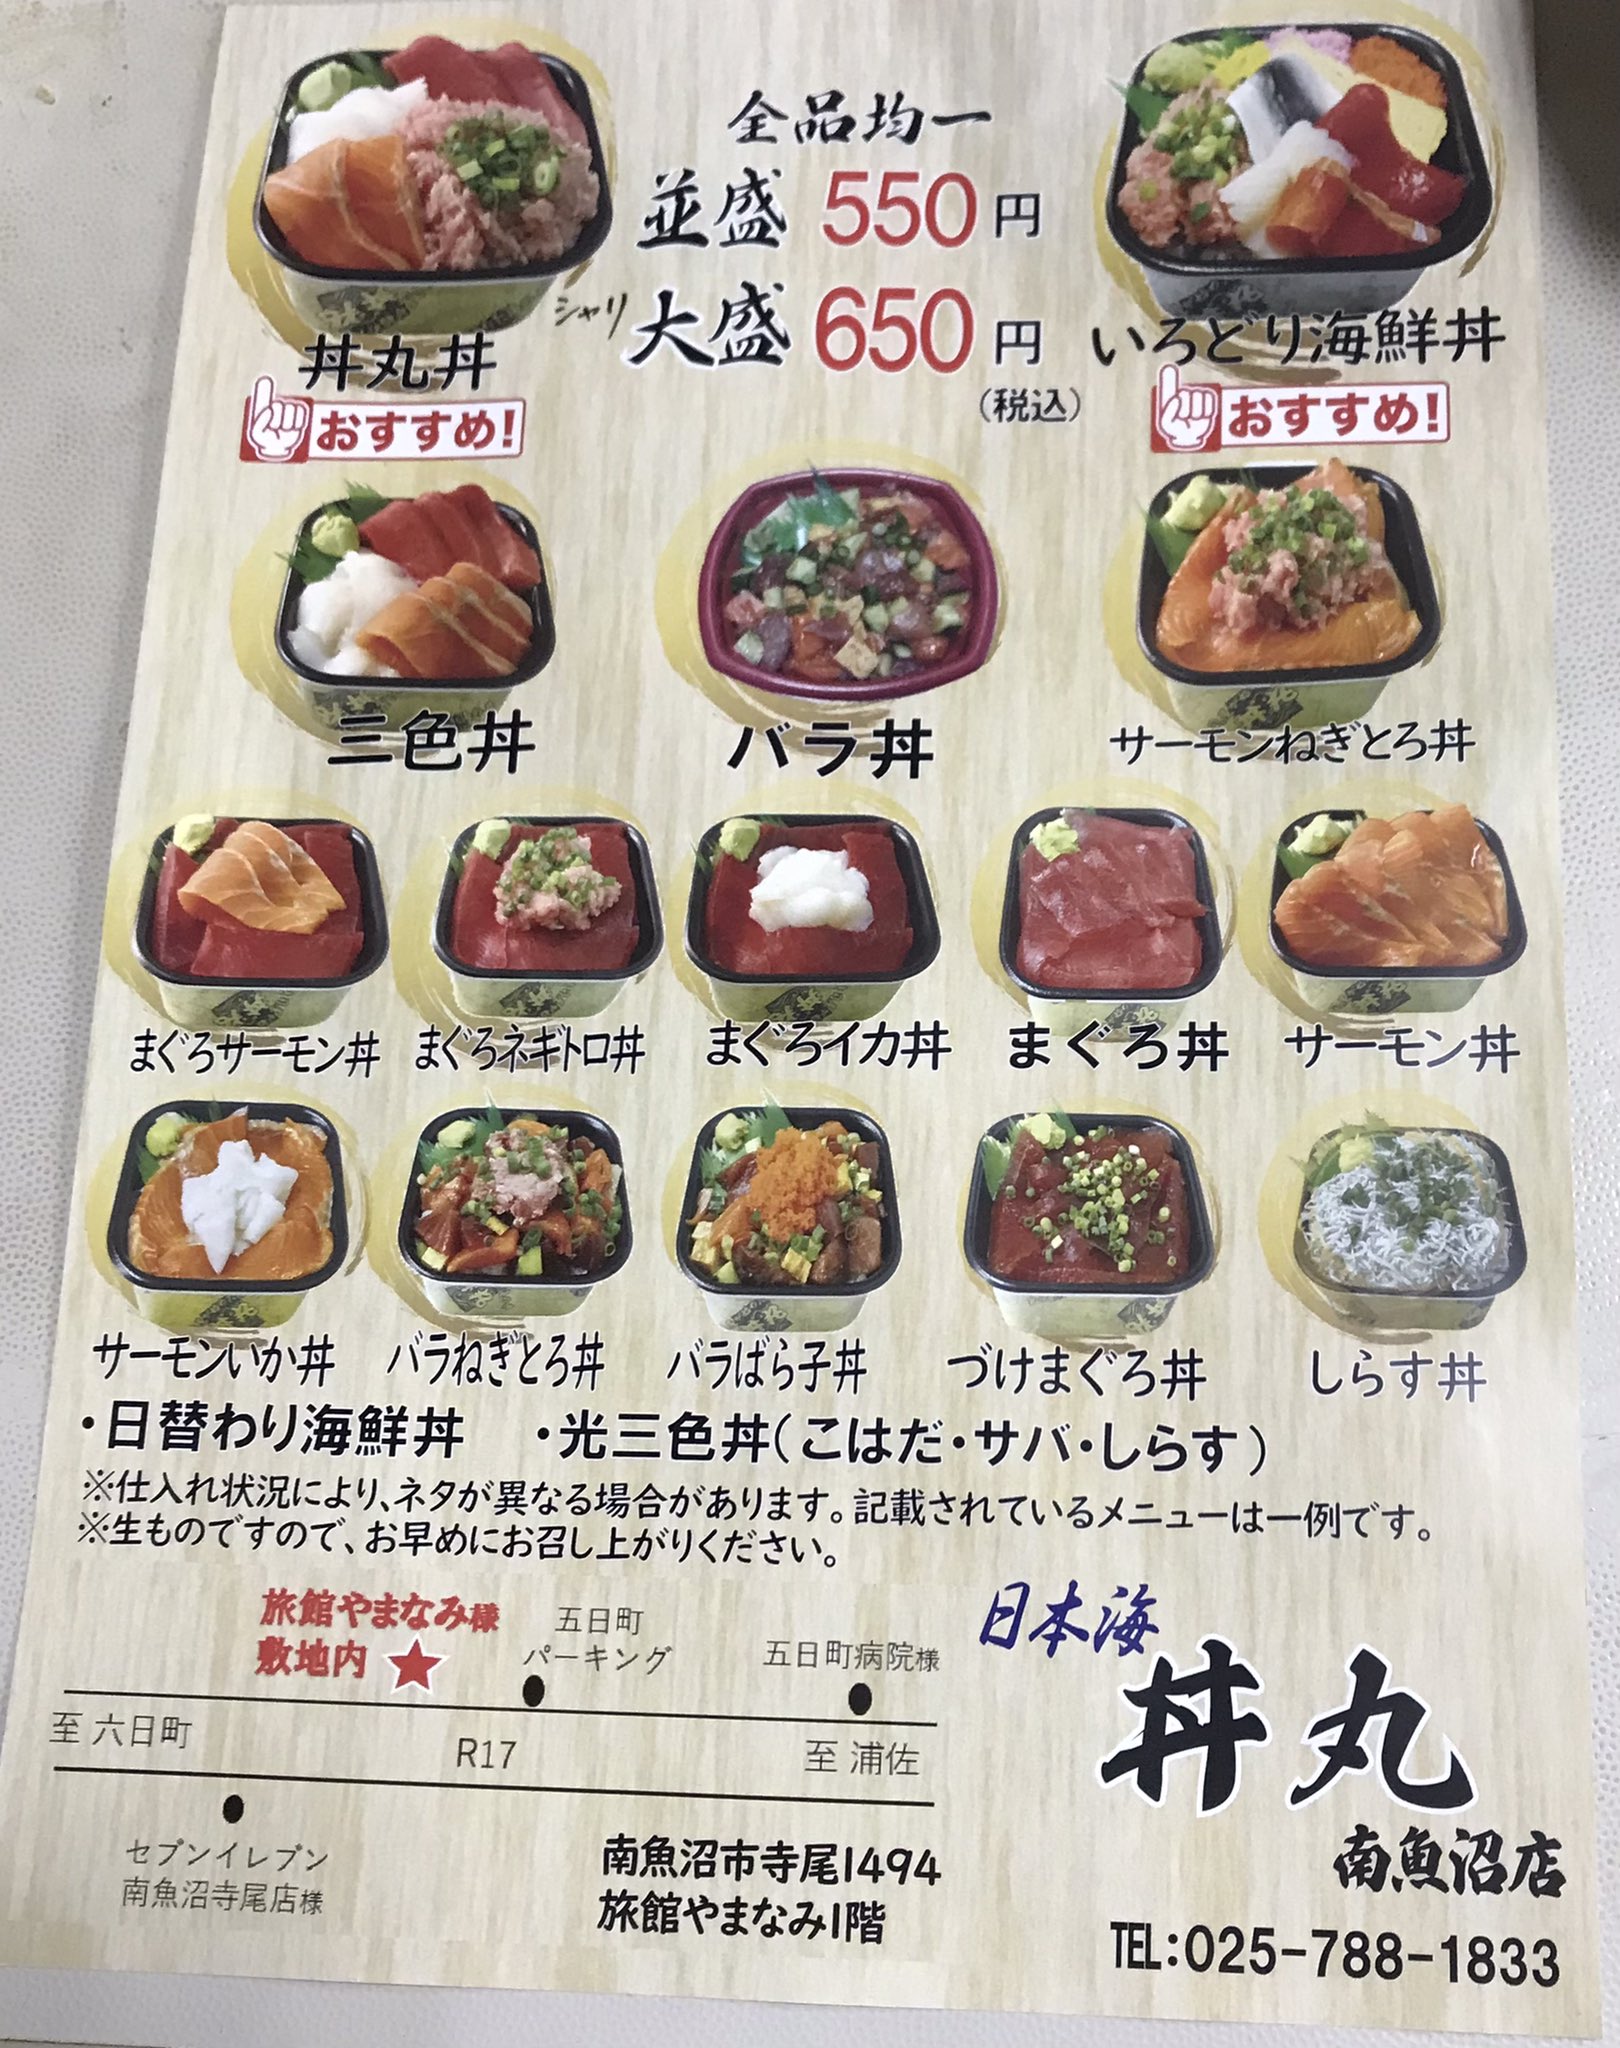 全品均一
並盛 550円
シャリ 大盛 650円
(税込)
丼丸丼
おすすめ!
いろどり海鮮丼
おすすめ!
三色丼
バラ丼
サーモンねぎとろ丼
まぐろサーモン丼
まぐろネギトロ丼
まぐろイカ丼
まぐろ丼
サーモン丼
サーモンいか丼
バラねぎとろ丼
バラばら子丼
づけまぐろ丼
しらす丼
・日替わり海鮮丼 ・光三色丼(こはだ・サバ・しらす)
※仕入れ状況により、ネタが異なる場合があります。記載されているメニューは一例です。
※生ものですので、お早めにお召し上がりください。
旅館やまなみ様
敷地内★
五日町
パーキング
五日町病院様
至 六日町
R17
至 浦佐
セブンイレブン
南魚沼寺尾店様
南魚沼市寺尾1494
旅館やまなみ1階
日本海
丼丸
南魚沼店
TEL:025-788-1833